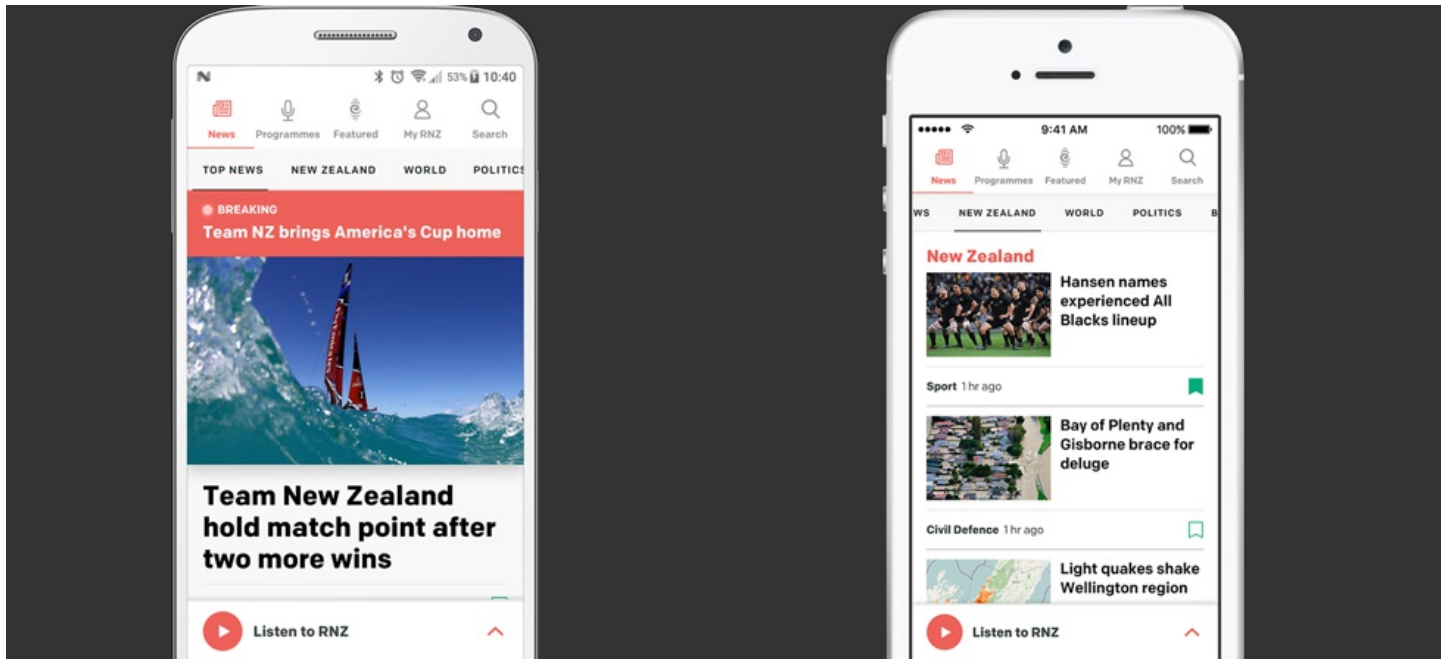 53% 10:40
News Programmes Featured My RNZ Search
TOP NEWS NEW ZEALAND WORLD POLITICS
BREAKING
Team NZ brings America's Cup home
Team New Zealand
hold match point after
two more wins
Listen to RNZ
9:41 AM 100%
News Programmes Featured My RNZ Search
WS NEW ZEALAND WORLD POLITICS B
New Zealand
Hansen names
experienced All
Blacks lineup
Sport 1 hr ago
Bay of Plenty and
Gisborne brace for
deluge
Civil Defence 1 hr ago
Light quakes shake
Wellington region
Listen to RNZ